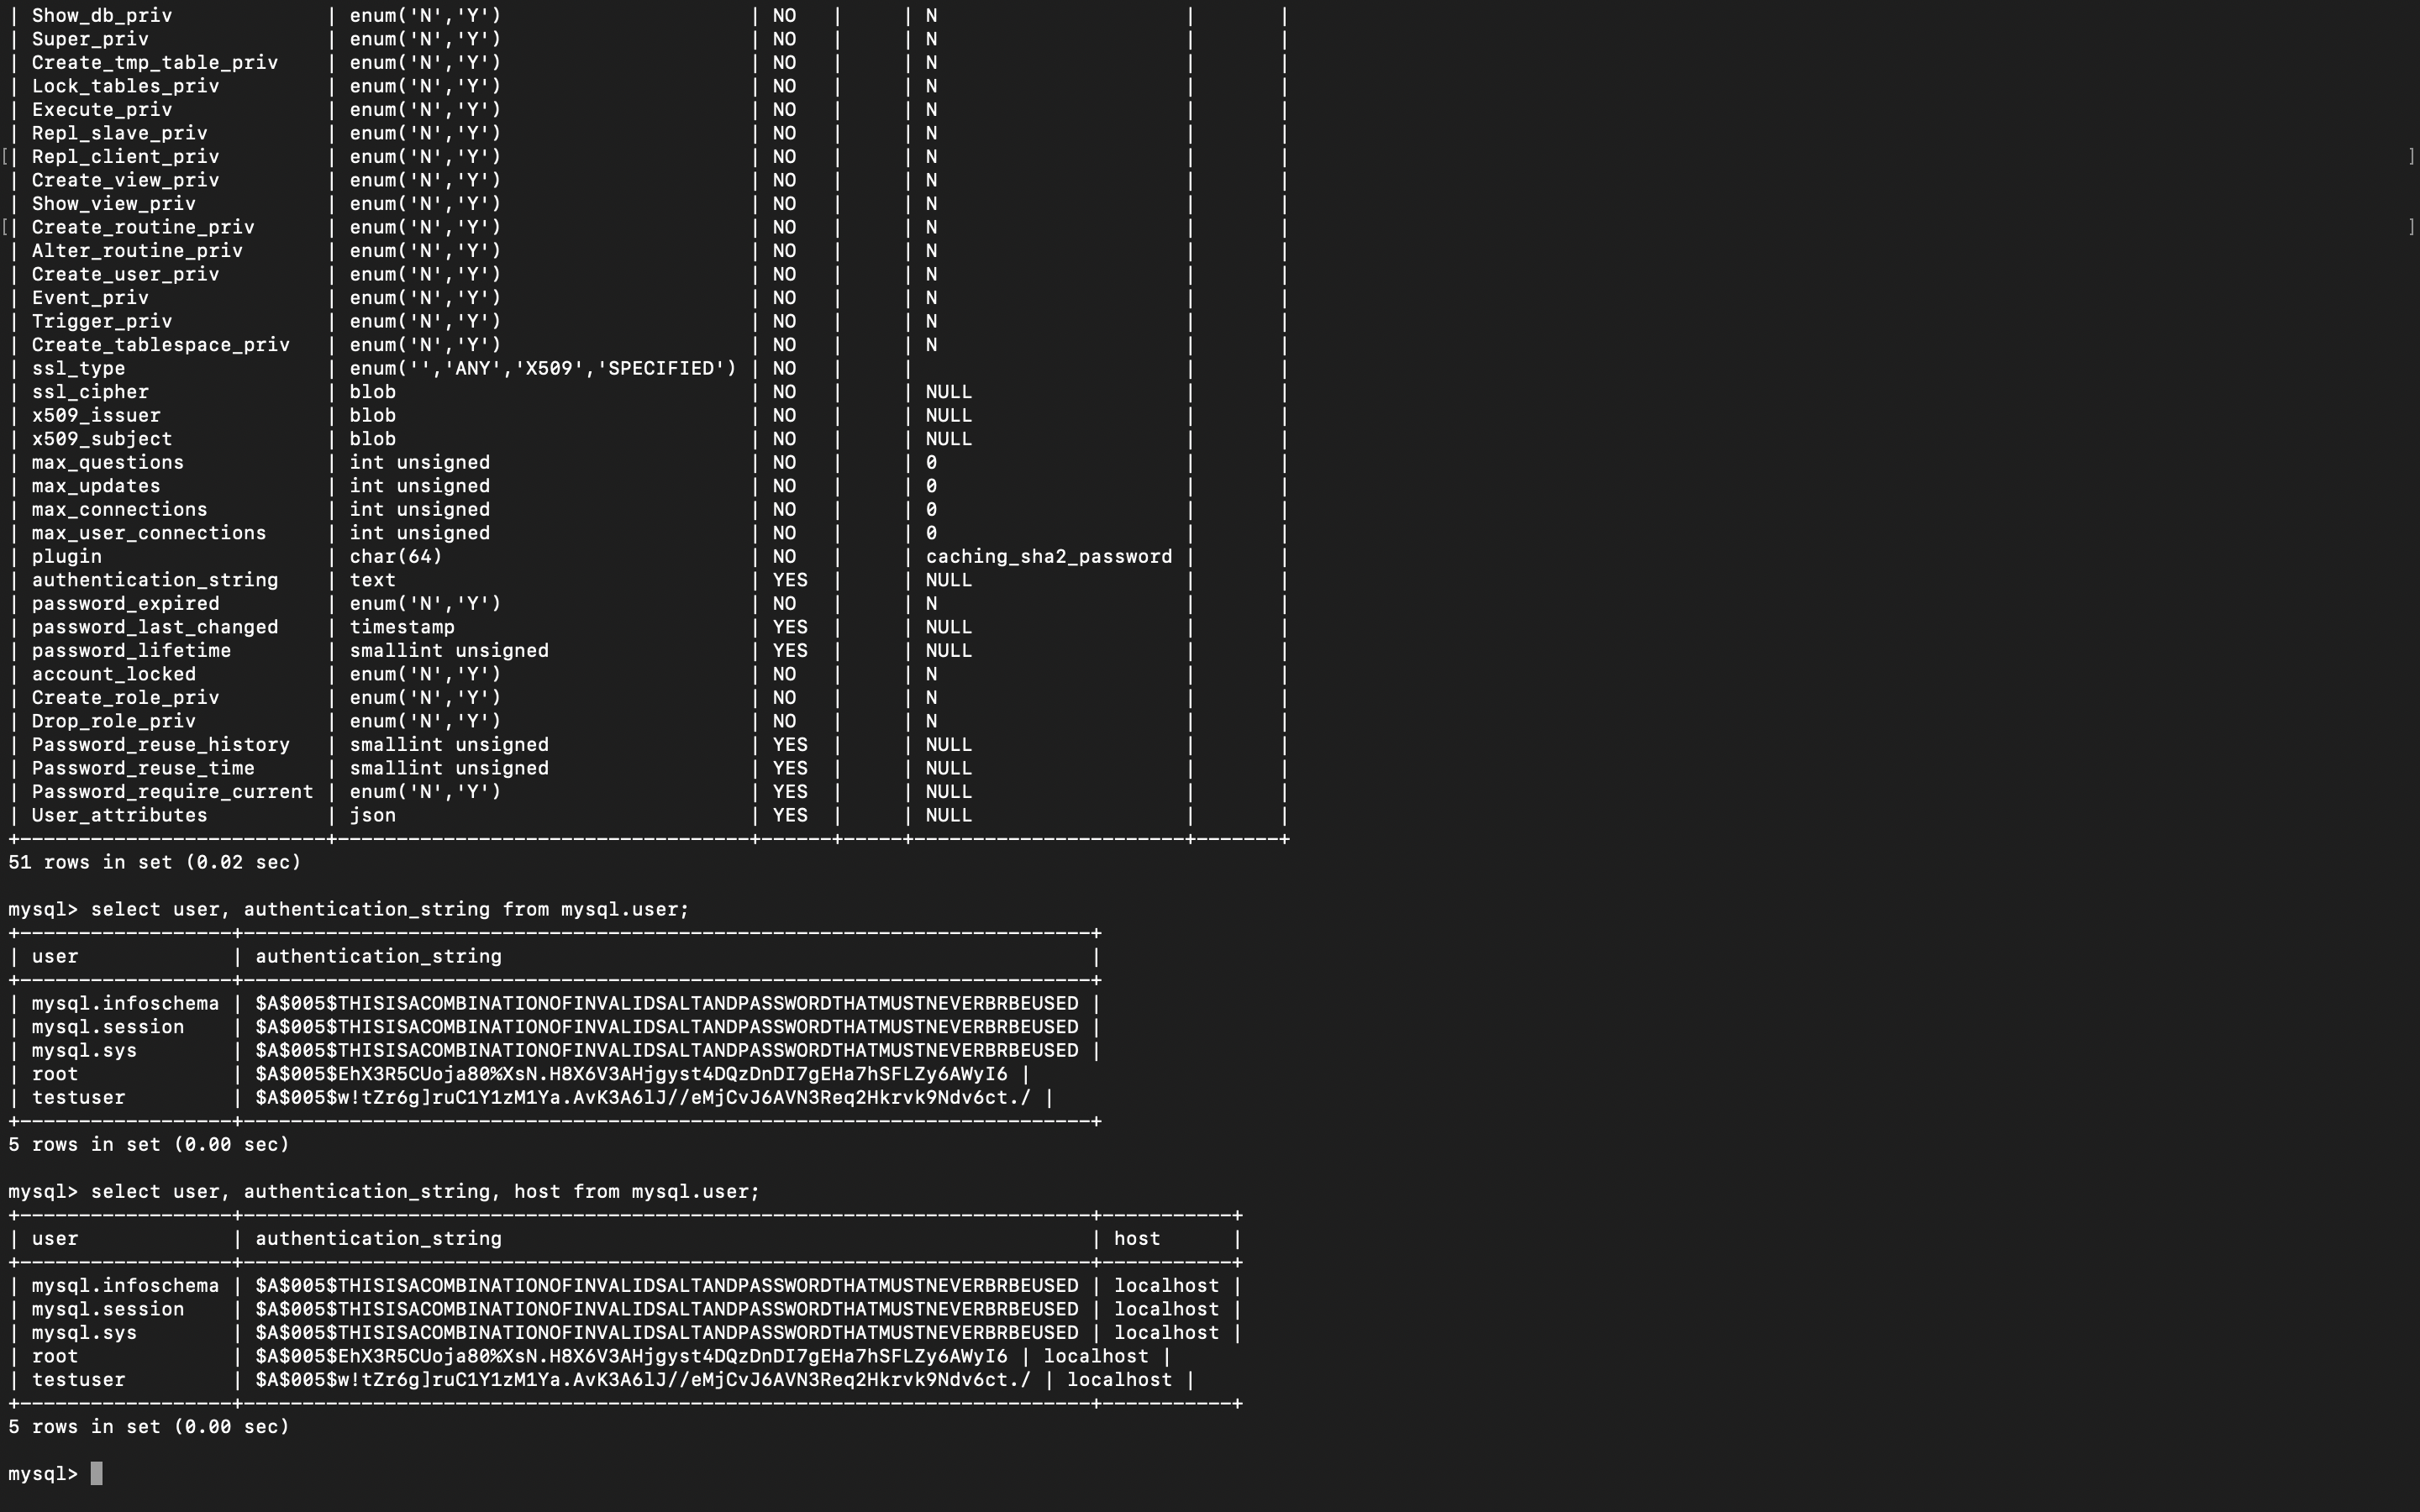 | Show_db_priv             | enum('N','Y')                     | NO   |     | N                     |       |
| Super_priv               | enum('N','Y')                     | NO   |     | N                     |       |
| Create_tmp_table_priv    | enum('N','Y')                     | NO   |     | N                     |       |
| Lock_tables_priv         | enum('N','Y')                     | NO   |     | N                     |       |
| Execute_priv             | enum('N','Y')                     | NO   |     | N                     |       |
| Repl_slave_priv          | enum('N','Y')                     | NO   |     | N                     |       |
[| Repl_client_priv         | enum('N','Y')                     | NO   |     | N                     |       | ]
| Create_view_priv         | enum('N','Y')                     | NO   |     | N                     |       |
| Show_view_priv           | enum('N','Y')                     | NO   |     | N                     |       |
[| Create_routine_priv      | enum('N','Y')                     | NO   |     | N                     |       | ]
| Alter_routine_priv       | enum('N','Y')                     | NO   |     | N                     |       |
| Create_user_priv         | enum('N','Y')                     | NO   |     | N                     |       |
| Event_priv               | enum('N','Y')                     | NO   |     | N                     |       |
| Trigger_priv             | enum('N','Y')                     | NO   |     | N                     |       |
| Create_tablespace_priv   | enum('N','Y')                     | NO   |     | N                     |       |
| ssl_type                 | enum('','ANY','X509','SPECIFIED') | NO   |     |                       |       |
| ssl_cipher               | blob                              | NO   |     | NULL                  |       |
| x509_issuer              | blob                              | NO   |     | NULL                  |       |
| x509_subject             | blob                              | NO   |     | NULL                  |       |
| max_questions            | int unsigned                      | NO   |     | 0                     |       |
| max_updates              | int unsigned                      | NO   |     | 0                     |       |
| max_connections          | int unsigned                      | NO   |     | 0                     |       |
| max_user_connections     | int unsigned                      | NO   |     | 0                     |       |
| plugin                   | char(64)                          | NO   |     | caching_sha2_password |       |
| authentication_string    | text                              | YES  |     | NULL                  |       |
| password_expired         | enum('N','Y')                     | NO   |     | N                     |       |
| password_last_changed    | timestamp                         | YES  |     | NULL                  |       |
| password_lifetime        | smallint unsigned                 | YES  |     | NULL                  |       |
| account_locked           | enum('N','Y')                     | NO   |     | N                     |       |
| Create_role_priv         | enum('N','Y')                     | NO   |     | N                     |       |
| Drop_role_priv           | enum('N','Y')                     | NO   |     | N                     |       |
| Password_reuse_history   | smallint unsigned                 | YES  |     | NULL                  |       |
| Password_reuse_time      | smallint unsigned                 | YES  |     | NULL                  |       |
| Password_require_current | enum('N','Y')                     | YES  |     | NULL                  |       |
| User_attributes          | json                              | YES  |     | NULL                  |       |
+--------------------------+-----------------------------------+------+-----+-----------------------+-------+
51 rows in set (0.02 sec)
mysql> select user, authentication_string from mysql.user;
+------------------+------------------------------------------------------------------------+
| user             | authentication_string                                                  |
+------------------+------------------------------------------------------------------------+
| mysql.infoschema | $A$005$THISISACOMBINATIONOFINVALIDSALTANDPASSWORDTHATMUSTNEVERBRBEUSED |
| mysql.session    | $A$005$THISISACOMBINATIONOFINVALIDSALTANDPASSWORDTHATMUSTNEVERBRBEUSED |
| mysql.sys        | $A$005$THISISACOMBINATIONOFINVALIDSALTANDPASSWORDTHATMUSTNEVERBRBEUSED |
| root             | $A$005$EhX3R5CUoja80%XsN.H8X6V3AHjgyst4DQzDnDI7gEHa7hSFLZy6AWyI6 |
| testuser         | $A$005$w!tZr6g]ruC1Y1zM1Ya.AvK3A6lJ//eMjCvJ6AVN3Req2Hkrvk9Ndv6ct./ |
+------------------+------------------------------------------------------------------------+
5 rows in set (0.00 sec)
mysql> select user, authentication_string, host from mysql.user;
+------------------+------------------------------------------------------------------------+-----------+
| user             | authentication_string                                                  | host      |
+------------------+------------------------------------------------------------------------+-----------+
| mysql.infoschema | $A$005$THISISACOMBINATIONOFINVALIDSALTANDPASSWORDTHATMUSTNEVERBRBEUSED | localhost |
| mysql.session    | $A$005$THISISACOMBINATIONOFINVALIDSALTANDPASSWORDTHATMUSTNEVERBRBEUSED | localhost |
| mysql.sys        | $A$005$THISISACOMBINATIONOFINVALIDSALTANDPASSWORDTHATMUSTNEVERBRBEUSED | localhost |
| root             | $A$005$EhX3R5CUoja80%XsN.H8X6V3AHjgyst4DQzDnDI7gEHa7hSFLZy6AWyI6 | localhost |
| testuser         | $A$005$w!tZr6g]ruC1Y1zM1Ya.AvK3A6lJ//eMjCvJ6AVN3Req2Hkrvk9Ndv6ct./ | localhost |
+------------------+------------------------------------------------------------------------+-----------+
5 rows in set (0.00 sec)
mysql>